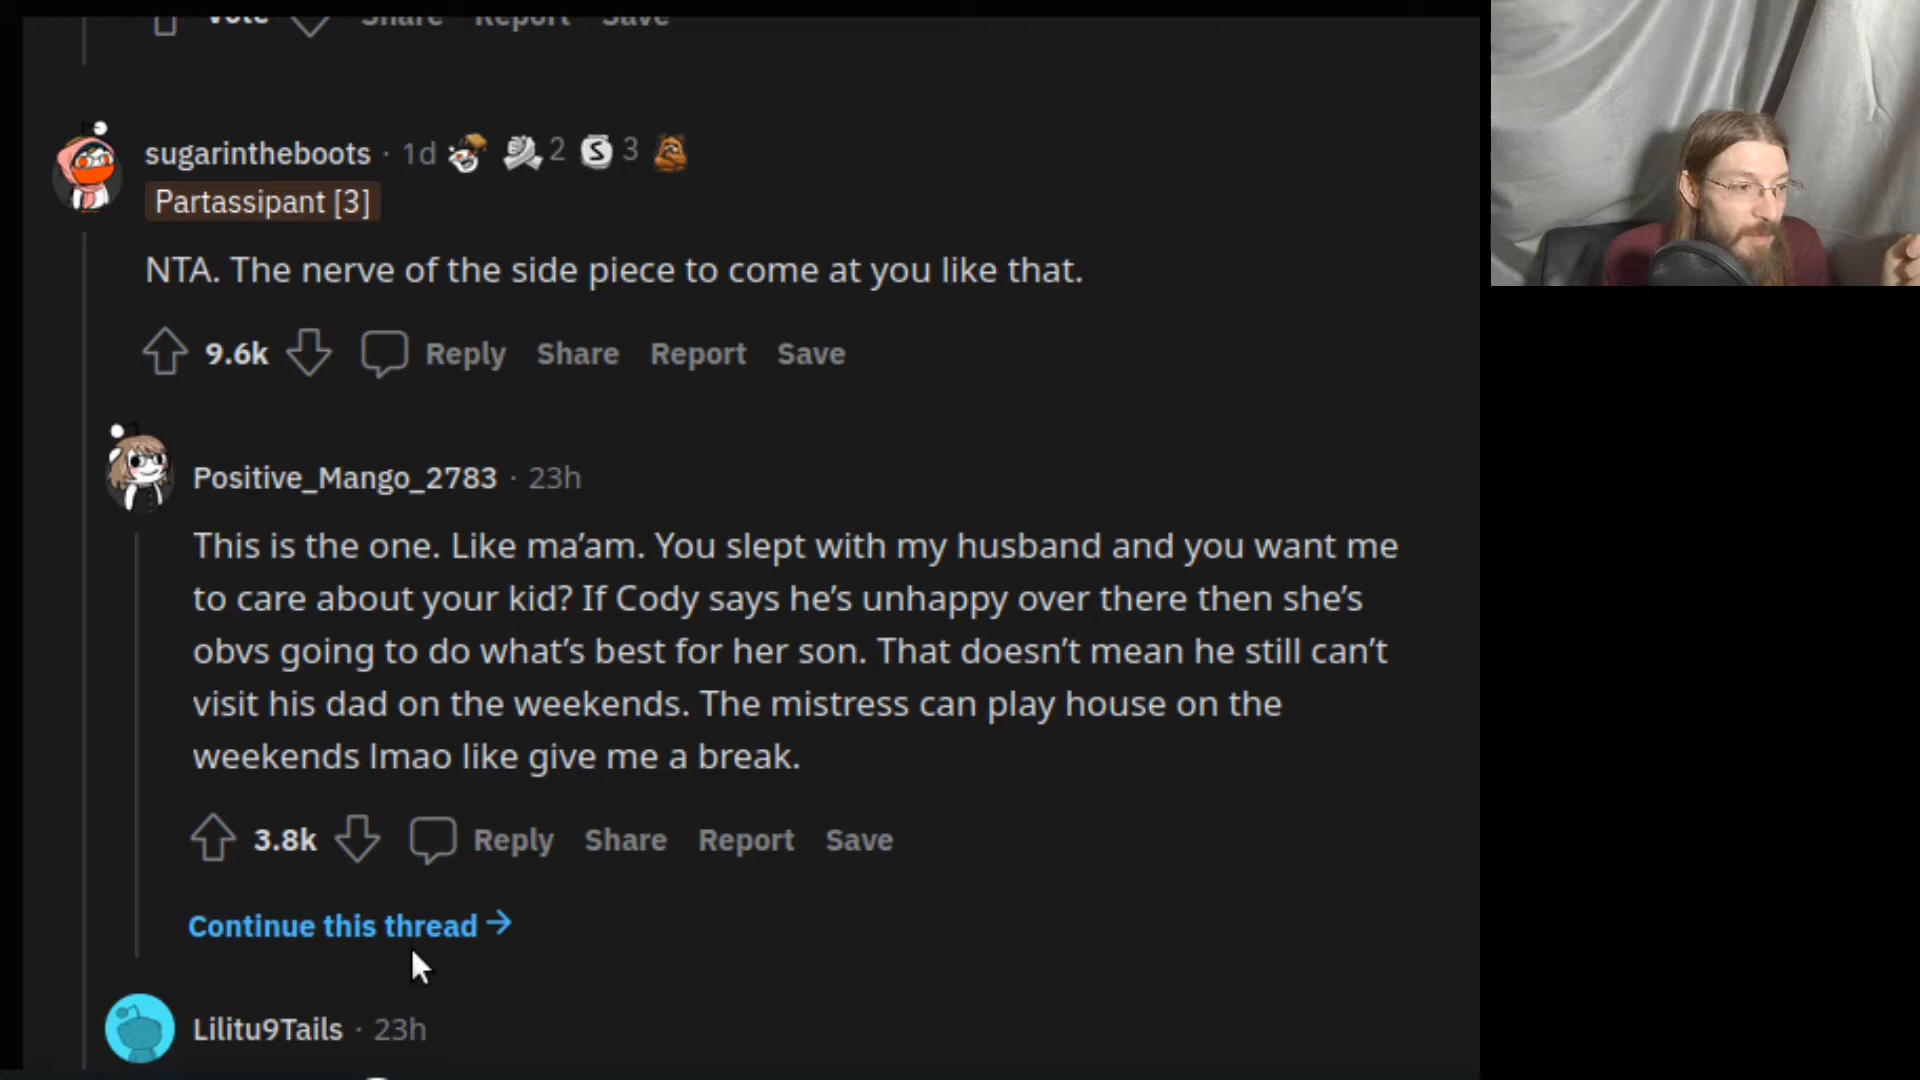 Vote Share Report Save
sugarintheboots · 1d 2 3
Partassipant [3]
NTA. The nerve of the side piece to come at you like that.
9.6k Reply Share Report Save
Positive_Mango_2783 · 23h
This is the one. Like ma’am. You slept with my husband and you want me
to care about your kid? If Cody says he’s unhappy over there then she’s
obvs going to do what’s best for her son. That doesn’t mean he still can’t
visit his dad on the weekends. The mistress can play house on the
weekends lmao like give me a break.
3.8k Reply Share Report Save
Continue this thread →
Lilitu9Tails · 23h